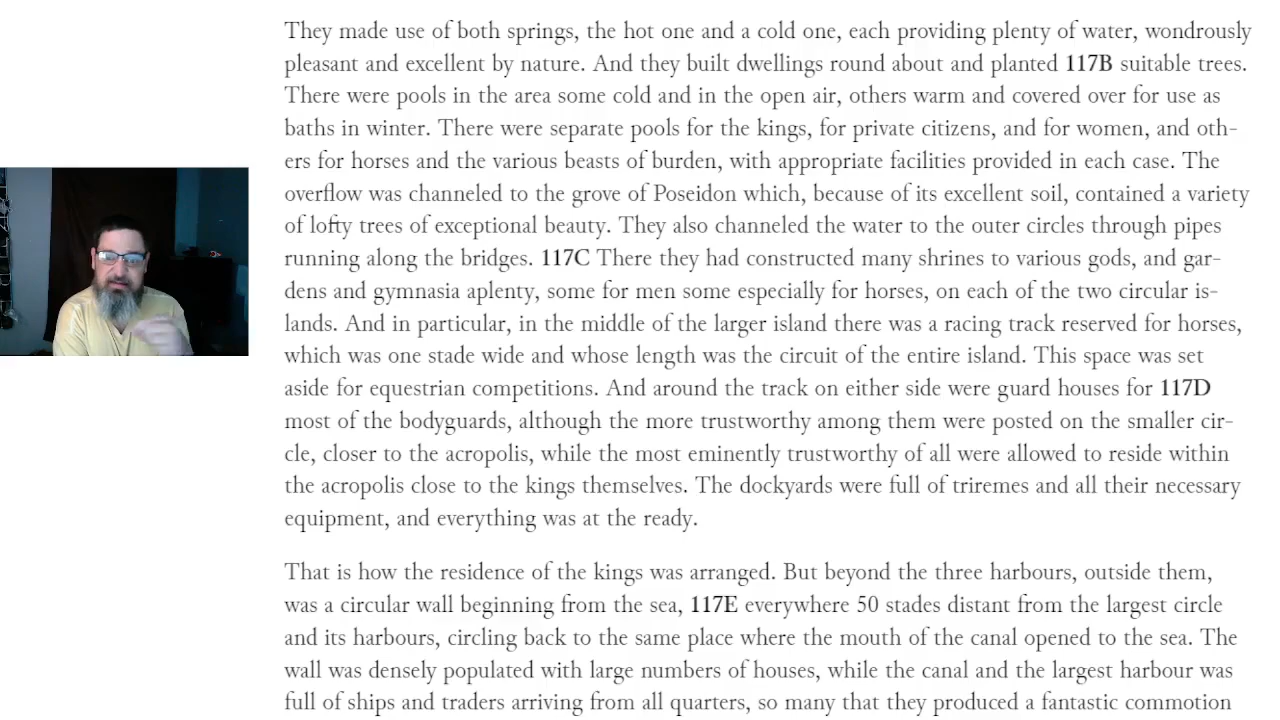 They made use of both springs, the hot one and a cold one, each providing plenty of water, wondrously
pleasant and excellent by nature. And they built dwellings round about and planted 117B suitable trees.
There were pools in the area some cold and in the open air, others warm and covered over for use as
baths in winter. There were separate pools for the kings, for private citizens, and for women, and oth-
ers for horses and the various beasts of burden, with appropriate facilities provided in each case. The
overflow was channeled to the grove of Poseidon which, because of its excellent soil, contained a variety
of lofty trees of exceptional beauty. They also channeled the water to the outer circles through pipes
running along the bridges. 117C There they had constructed many shrines to various gods, and gar-
dens and gymnasia aplenty, some for men some especially for horses, on each of the two circular is-
lands. And in particular, in the middle of the larger island there was a racing track reserved for horses,
which was one stade wide and whose length was the circuit of the entire island. This space was set
aside for equestrian competitions. And around the track on either side were guard houses for 117D
most of the bodyguards, although the more trustworthy among them were posted on the smaller cir-
cle, closer to the acropolis, while the most eminently trustworthy of all were allowed to reside within
the acropolis close to the kings themselves. The dockyards were full of triremes and all their necessary
equipment, and everything was at the ready.
That is how the residence of the kings was arranged. But beyond the three harbours, outside them,
was a circular wall beginning from the sea, 117E everywhere 50 stades distant from the largest circle
and its harbours, circling back to the same place where the mouth of the canal opened to the sea. The
wall was densely populated with large numbers of houses, while the canal and the largest harbour was
full of ships and traders arriving from all quarters, so many that they produced a fantastic commotion